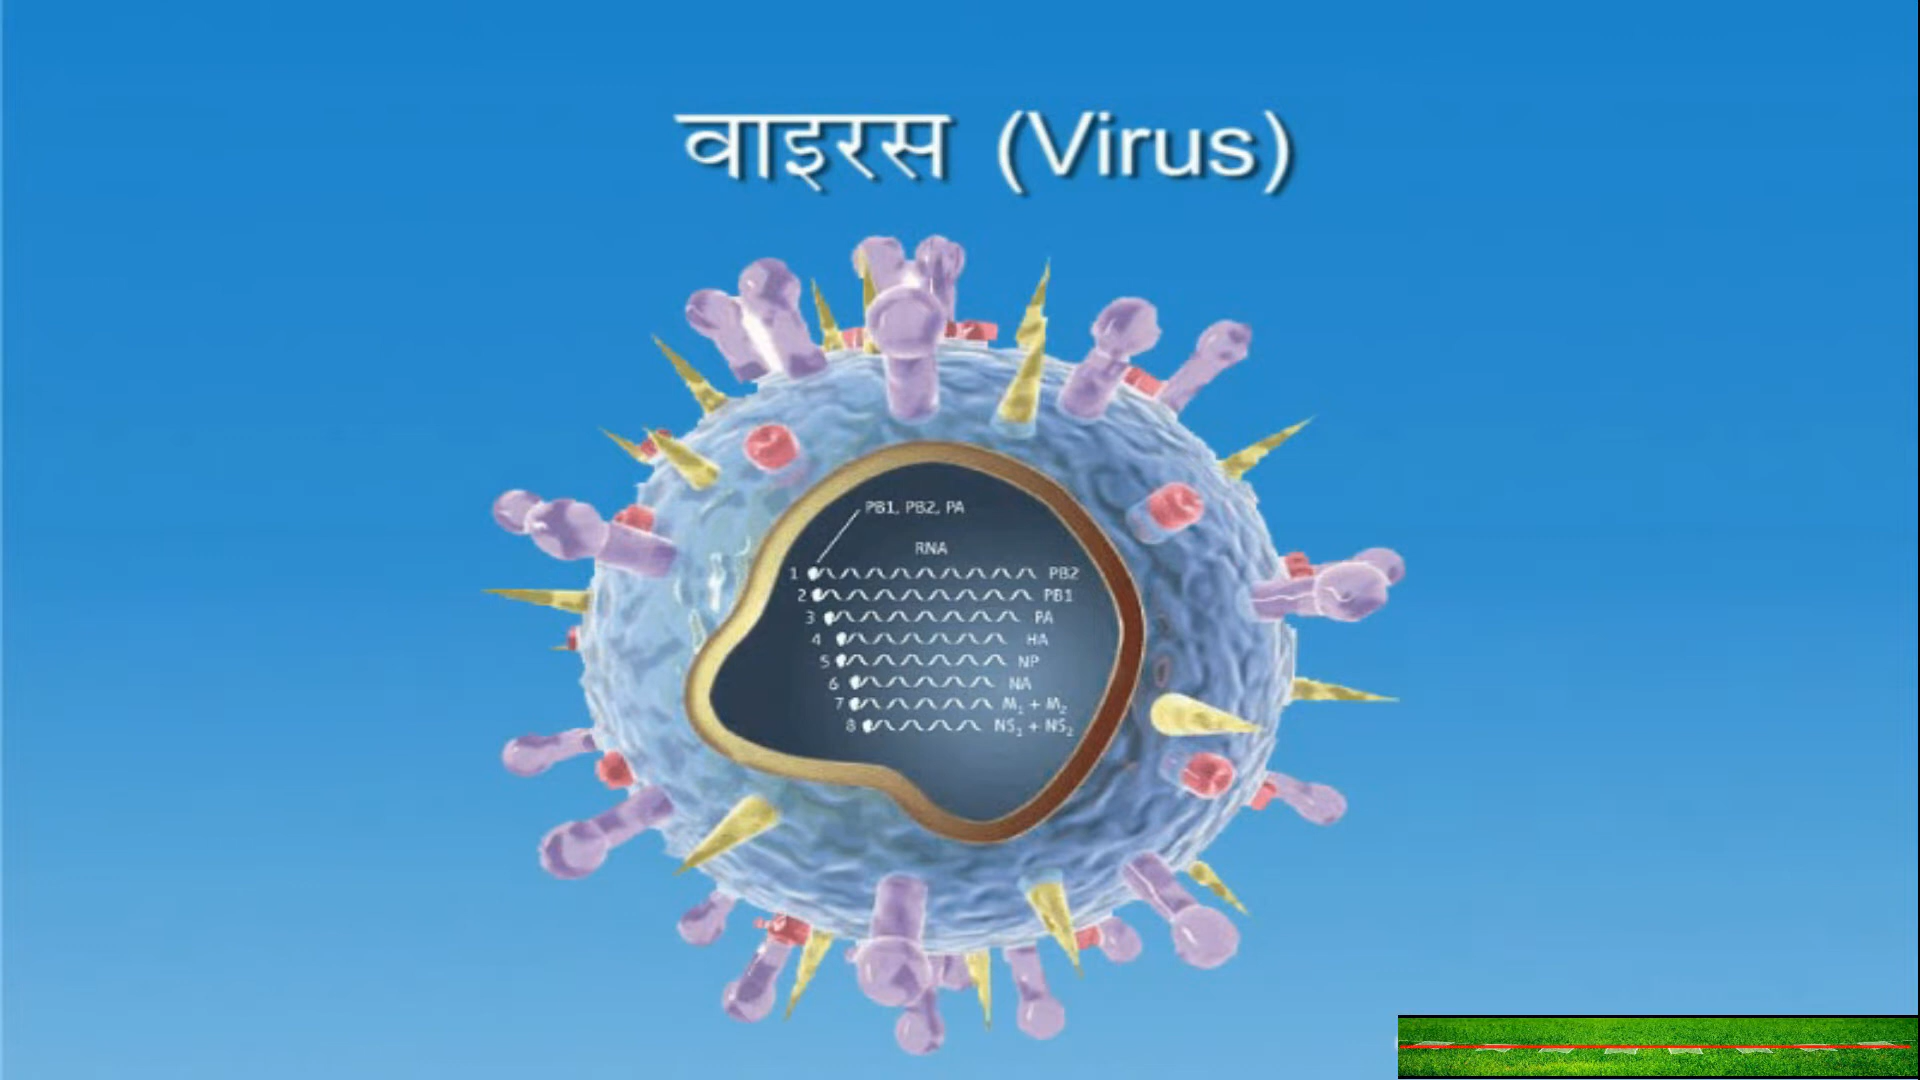 वाइरस (Virus)
PB1, PB2, PA
RNA
1 PB2
2 PB1
3 PA
4 HA
5 NP
6 NA
7 M₁ + M₂
8 NS₁ + NS₂